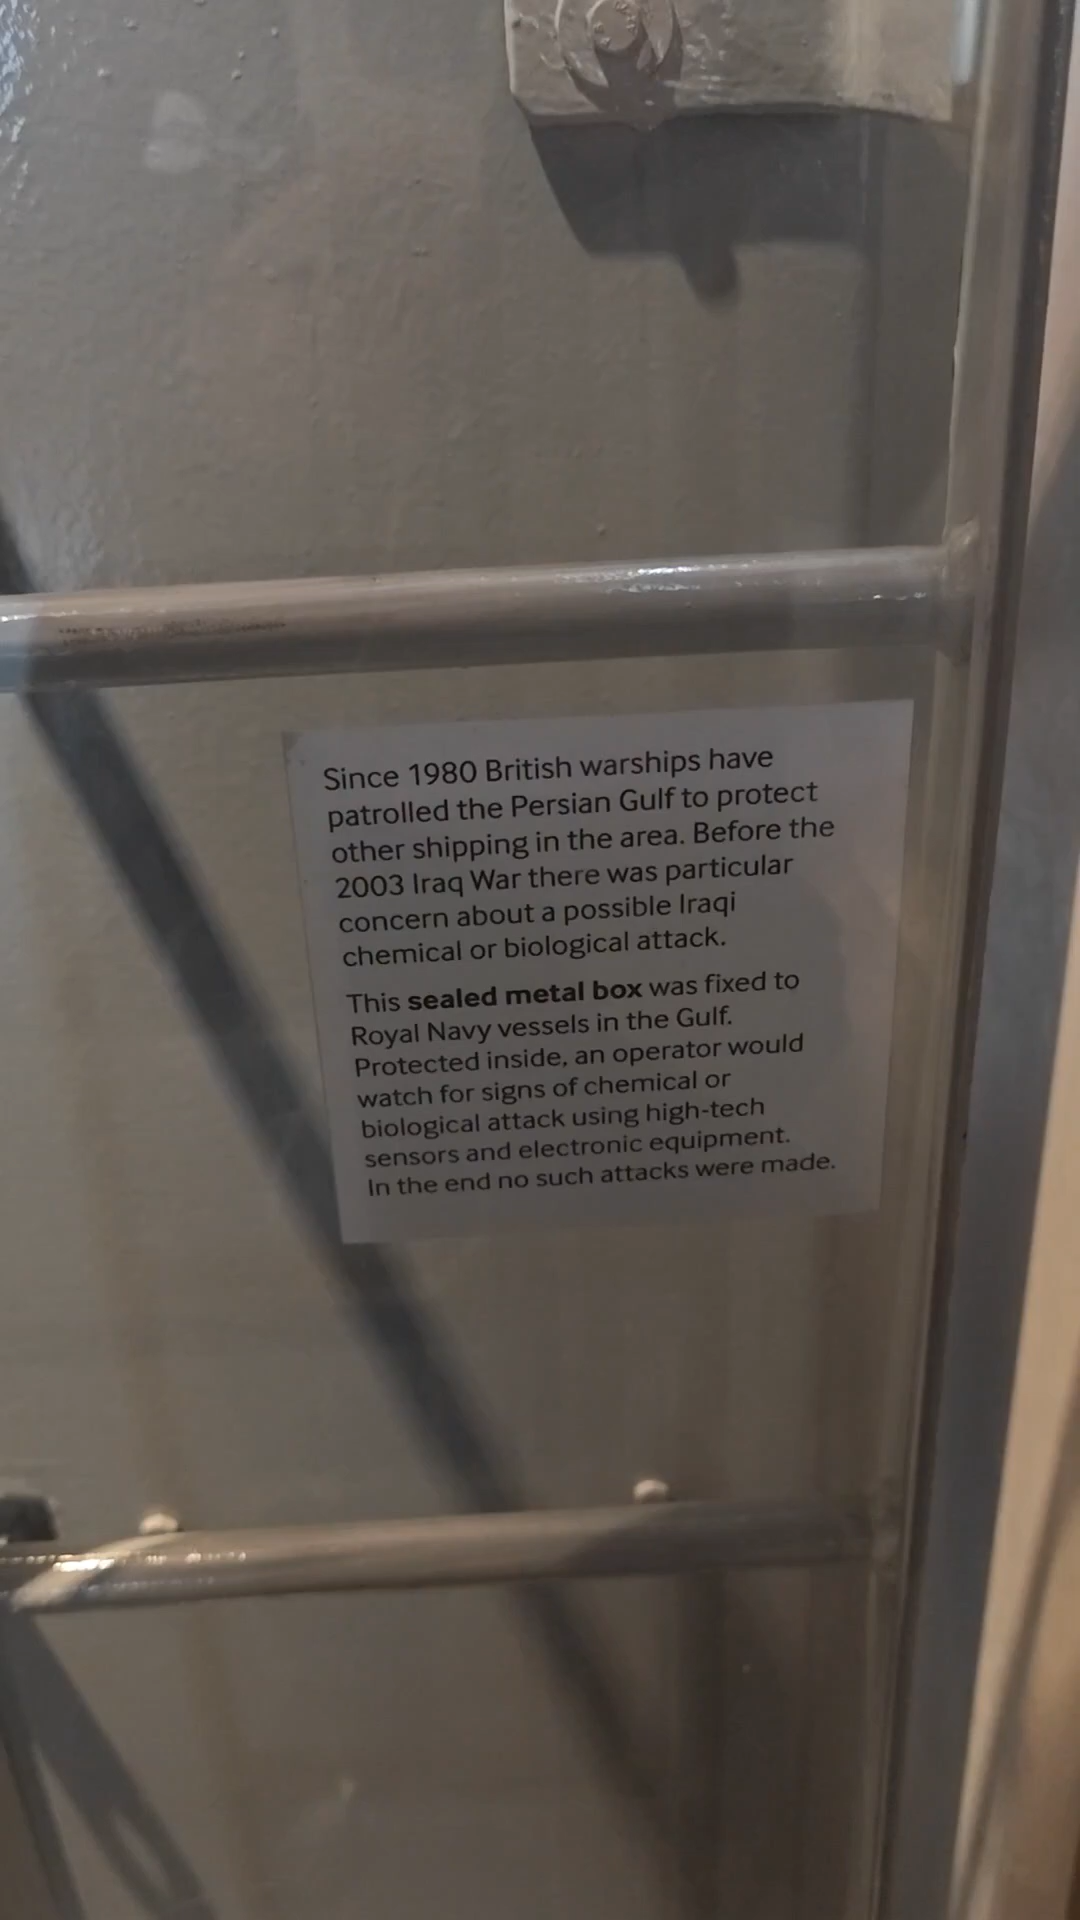 Since 1980 British warships have
patrolled the Persian Gulf to protect
other shipping in the area. Before the
2003 Iraq War there was particular
concern about a possible Iraqi
chemical or biological attack.
This sealed metal box was fixed to
Royal Navy vessels in the Gulf.
Protected inside, an operator would
watch for signs of chemical or
biological attack using high-tech
sensors and electronic equipment.
In the end no such attacks were made.